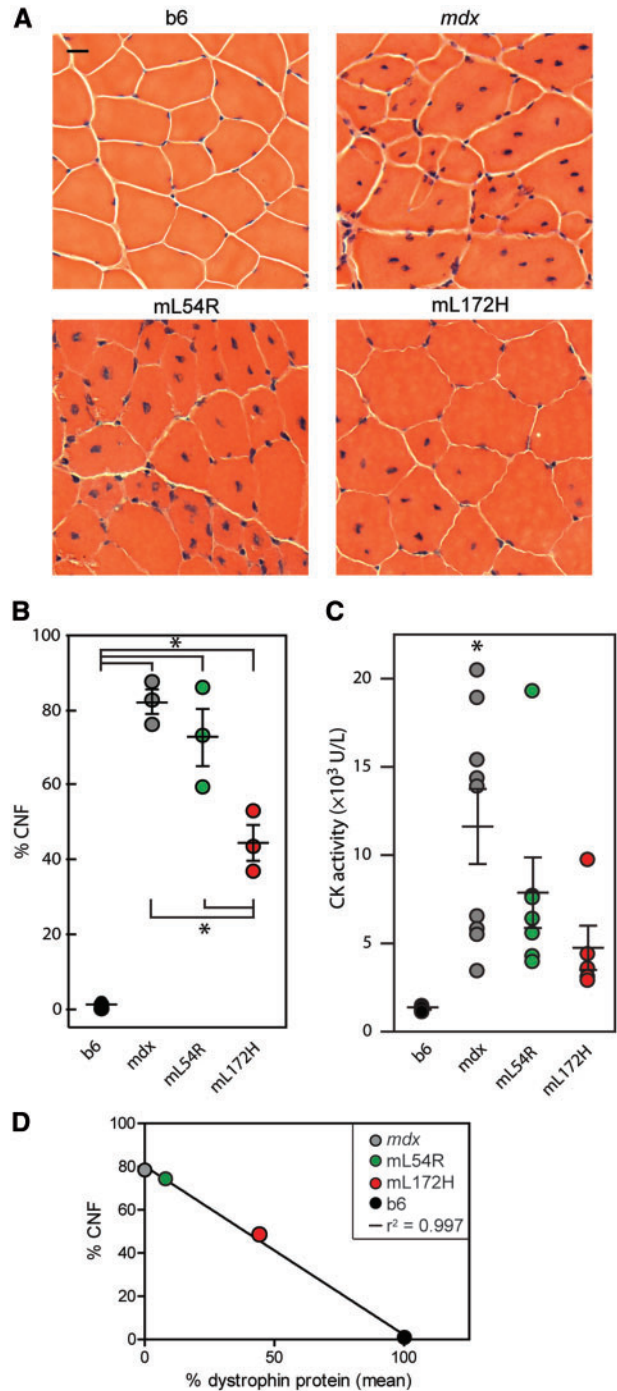 A
b6
mdx
mL54R
mL172H
B
100
80
60
40
20
0
% CNF
*
*
b6
mdx
mL54R
mL172H
C
20
15
10
5
0
CK activity (×10³ U/L)
*
b6
mdx
mL54R
mL172H
D
100
80
60
40
20
0
% CNF
mdx
mL54R
mL172H
b6
r² = 0.997
0
50
100
% dystrophin protein (mean)